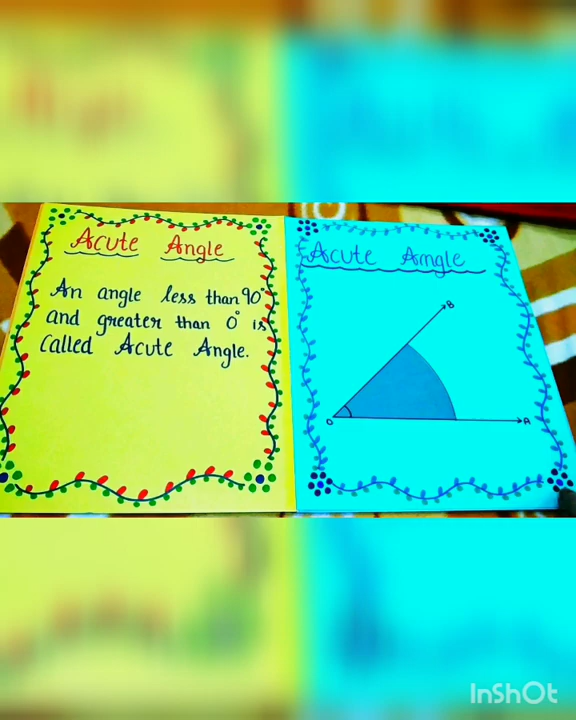 Acute Angle
An angle less than 90°
and greater than 0° is
Called Acute Angle.
Acute Angle
B
O
A
InShOt